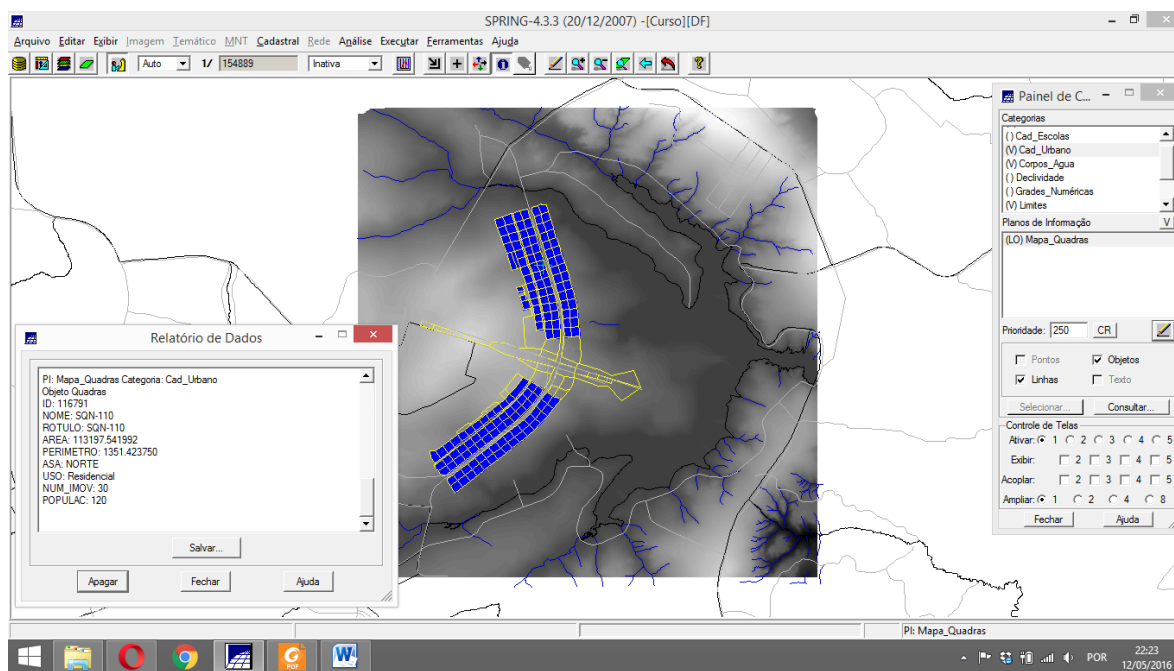 SPRING-4.3.3 (20/12/2007) -[Curso][DF]
Arquivo Editar Exibir Imagem Temático MNT Cadastral Rede Análise Executar Ferramentas Ajuda
Auto 1/ 154889 Inativa
Painel de C...
Categorias
() Cad_Escolas
(V) Cad_Urbano
(V) Corpos_Agua
() Declividade
() Grades_Numéricas
(V) Limites
Planos de Informação V
(LO) Mapa_Quadras
Prioridade: 250 CR
Pontos Objetos
Linhas Texto
Selecionar... Consultar...
Controle de Telas
Ativar: 1 2 3 4 5
Exibir: 2 3 4 5
Acoplar: 2 3 4 5
Ampliar: 1 2 4 8
Fechar Ajuda
Relatório de Dados
PI: Mapa_Quadras Categoria: Cad_Urbano
Objeto Quadras
ID: 116791
NOME: SQN-110
ROTULO: SQN-110
AREA: 113197.541992
PERIMETRO: 1351.423750
ASA: NORTE
USO: Residencial
NUM_IMOV: 30
POPULAC: 120
Salvar...
Apagar Fechar Ajuda
PI: Mapa_Quadras
PDF
POR
22:23
12/05/2016